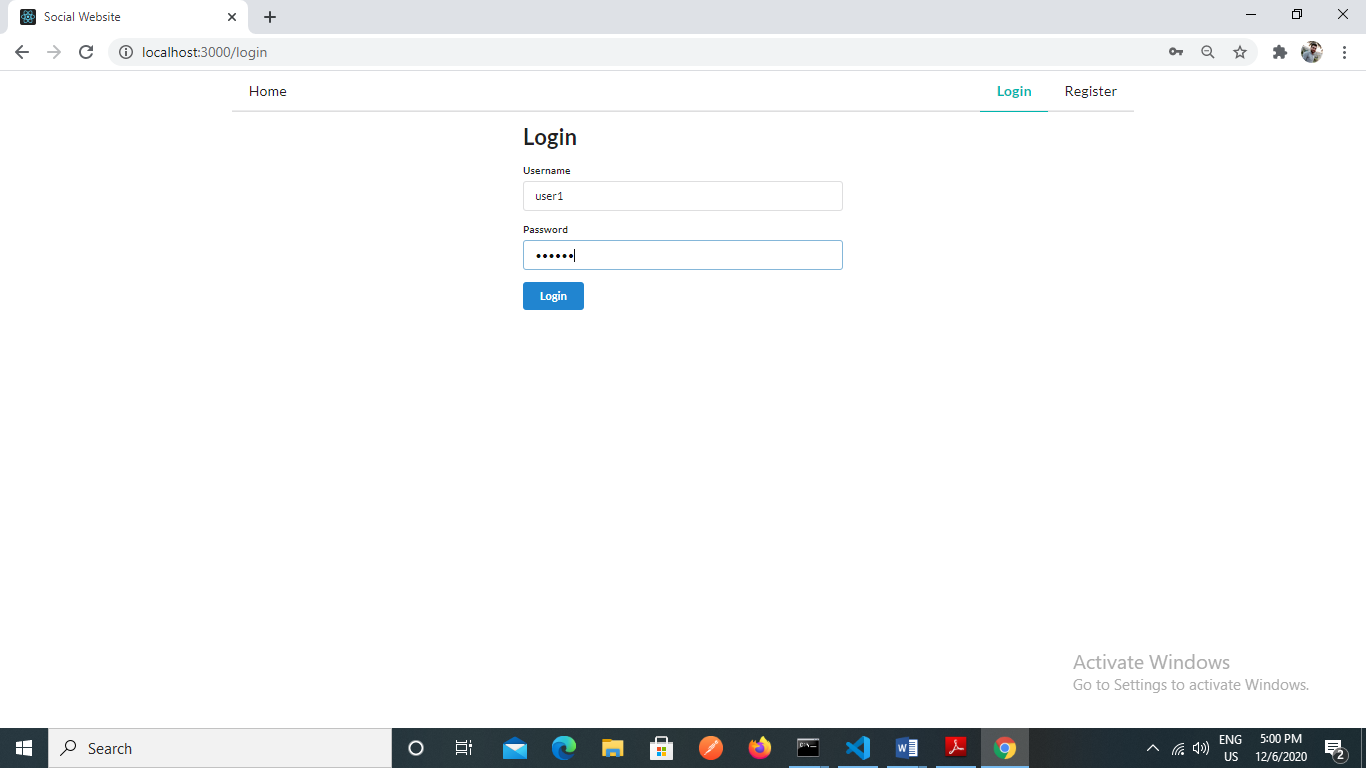 Social Website
localhost:3000/login
Home Login Register
Login
Username
user1
Password
••••••
Login
Activate Windows
Go to Settings to activate Windows.
Search
ENG 5:00 PM
US 12/6/2020
2